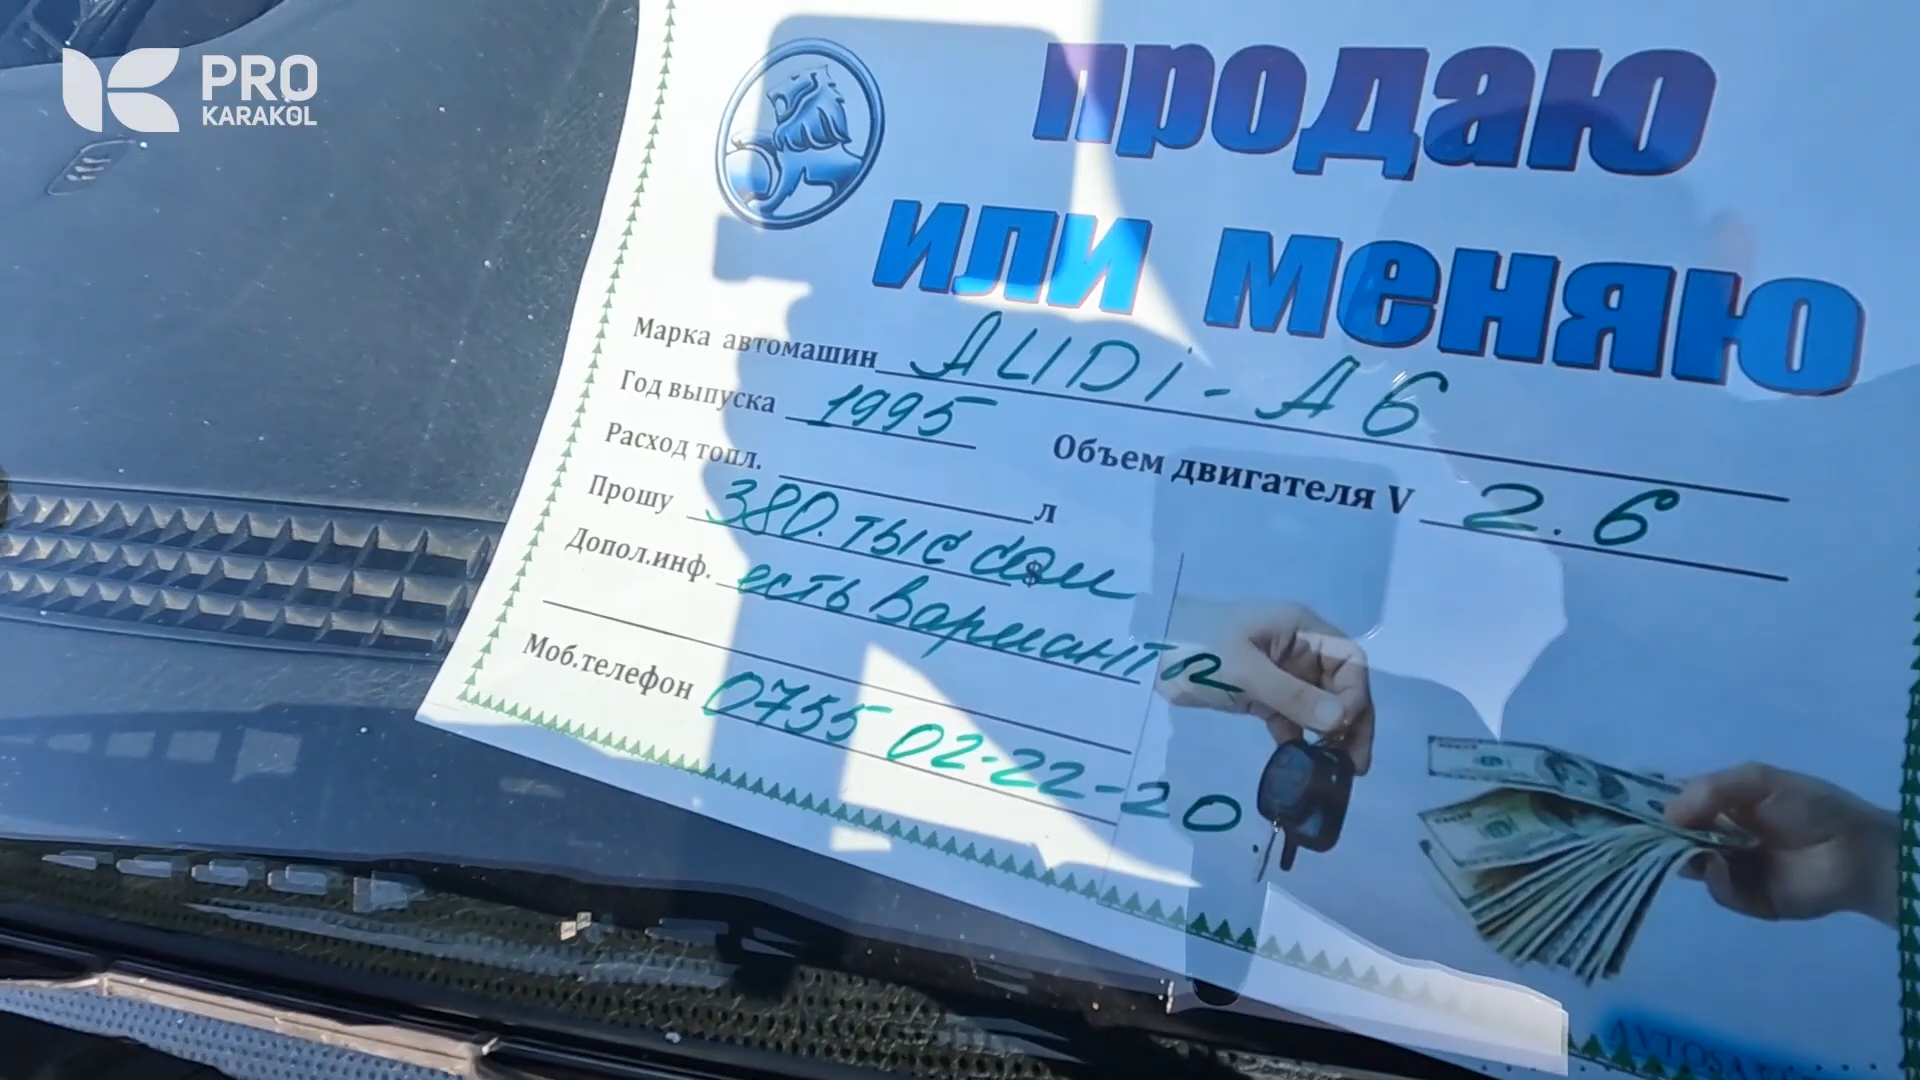 PRO
KARAKOL
продаю
или меняю
Марка автомашин AUDi - A6
Год выпуска 1995
Объем двигателя V 2.6
Расход топл. л
Прошу 380. тыс сом $
Допол.инф. есть варианты
Моб.телефон 0755 02-22-20